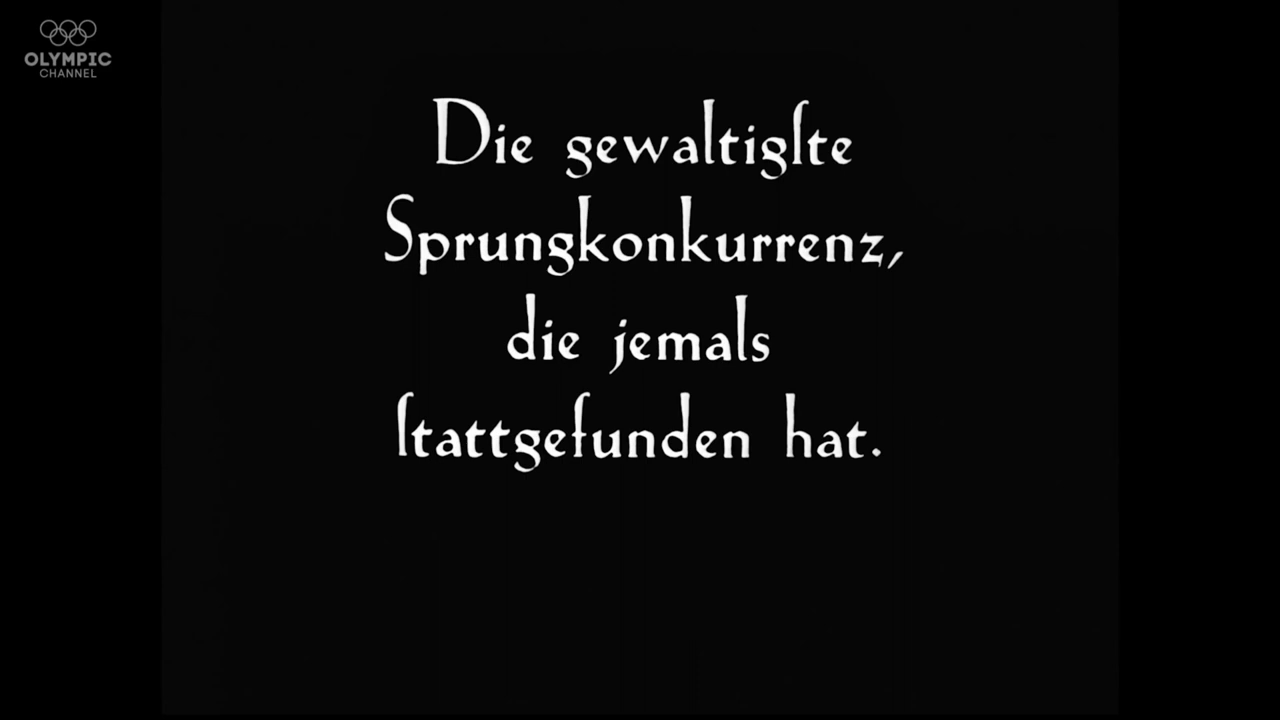 OLYMPIC
CHANNEL
Die gewaltigſte
Sprungkonkurrenz,
die jemals
ſtattgefunden hat.